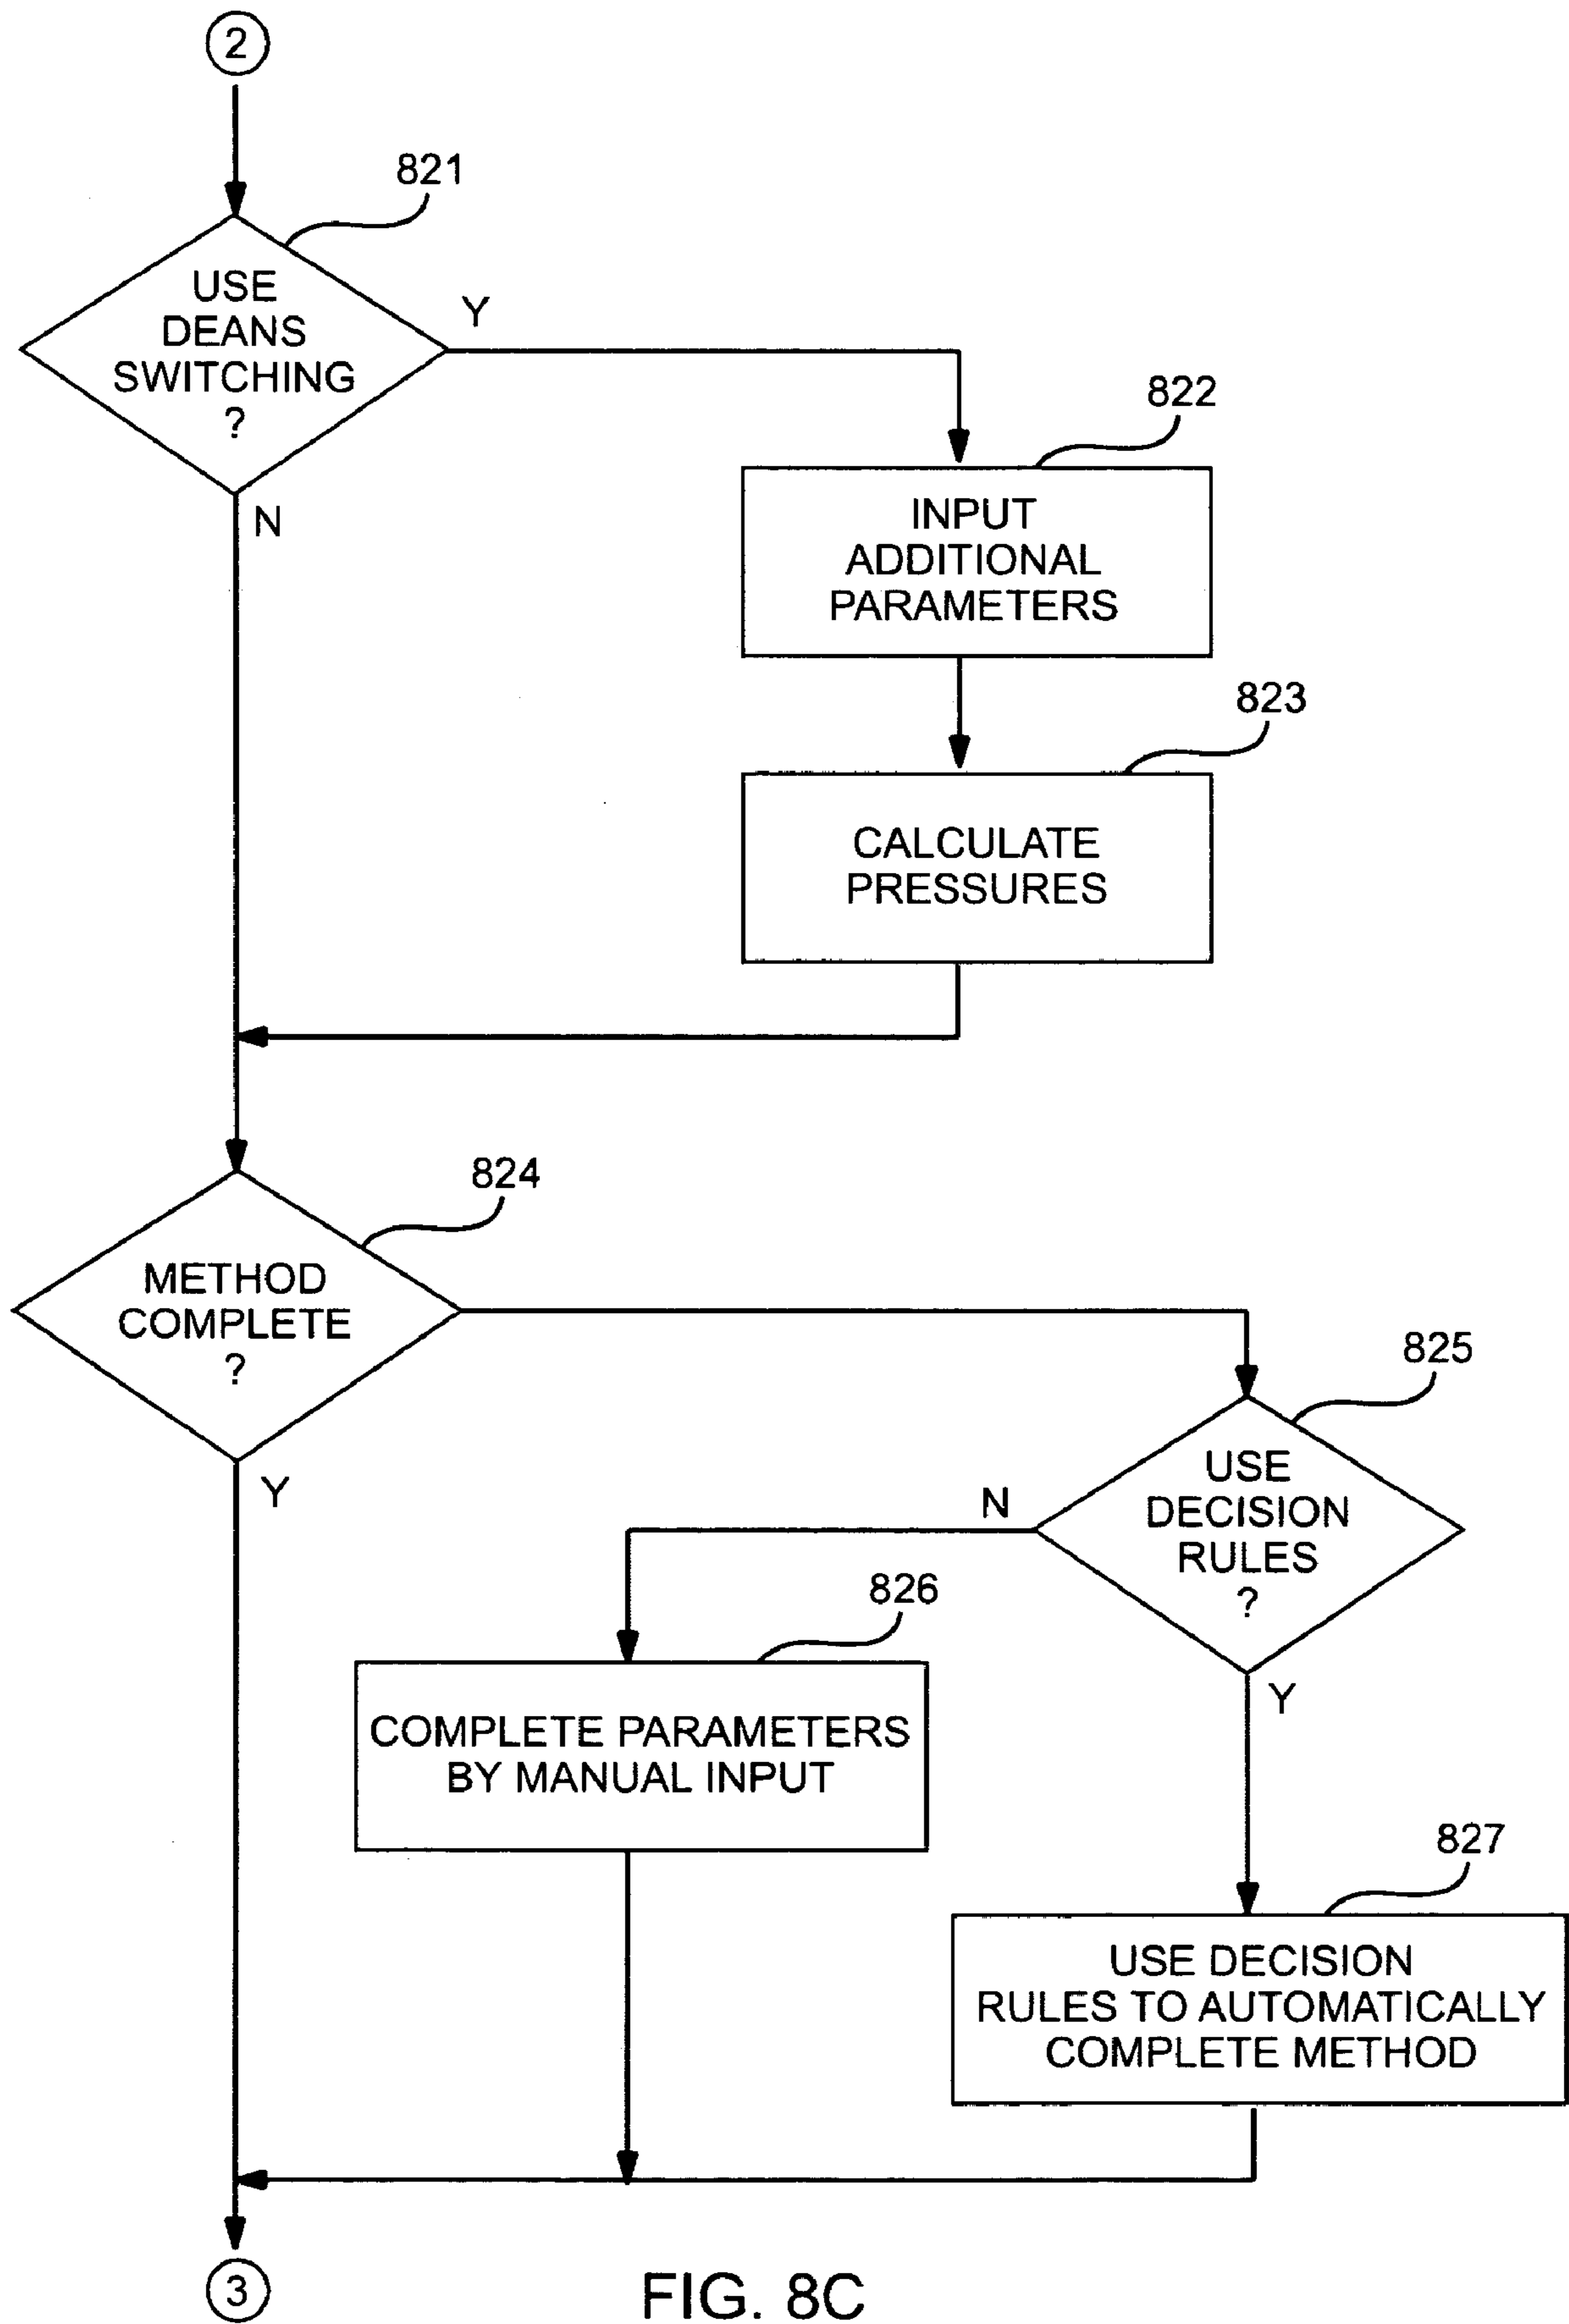 2
821
USE
DEANS
SWITCHING
?
Y
N
822
INPUT
ADDITIONAL
PARAMETERS
823
CALCULATE
PRESSURES
824
METHOD
COMPLETE
?
Y
825
USE
DECISION
RULES
?
N
Y
826
COMPLETE PARAMETERS
BY MANUAL INPUT
827
USE DECISION
RULES TO AUTOMATICALLY
COMPLETE METHOD
3
FIG. 8C